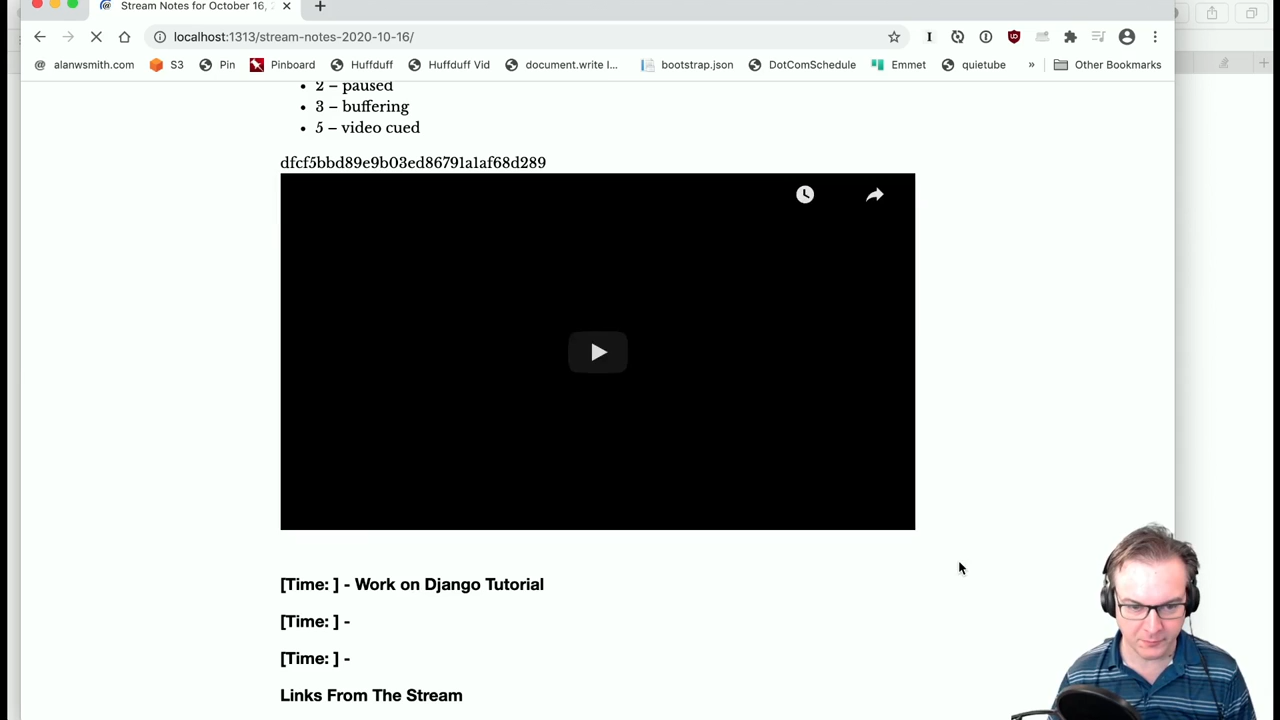 Stream Notes for October 16, 2
localhost:1313/stream-notes-2020-10-16/
alanwsmith.com S3 Pin Pinboard Huffduff Huffduff Vid document.write l... bootstrap.json DotComSchedule Emmet quietube » Other Bookmarks
2 – paused
3 – buffering
5 – video cued
dfcf5bbd89e9b03ed86791a1af68d289
[Time: ] - Work on Django Tutorial
[Time: ] -
[Time: ] -
Links From The Stream